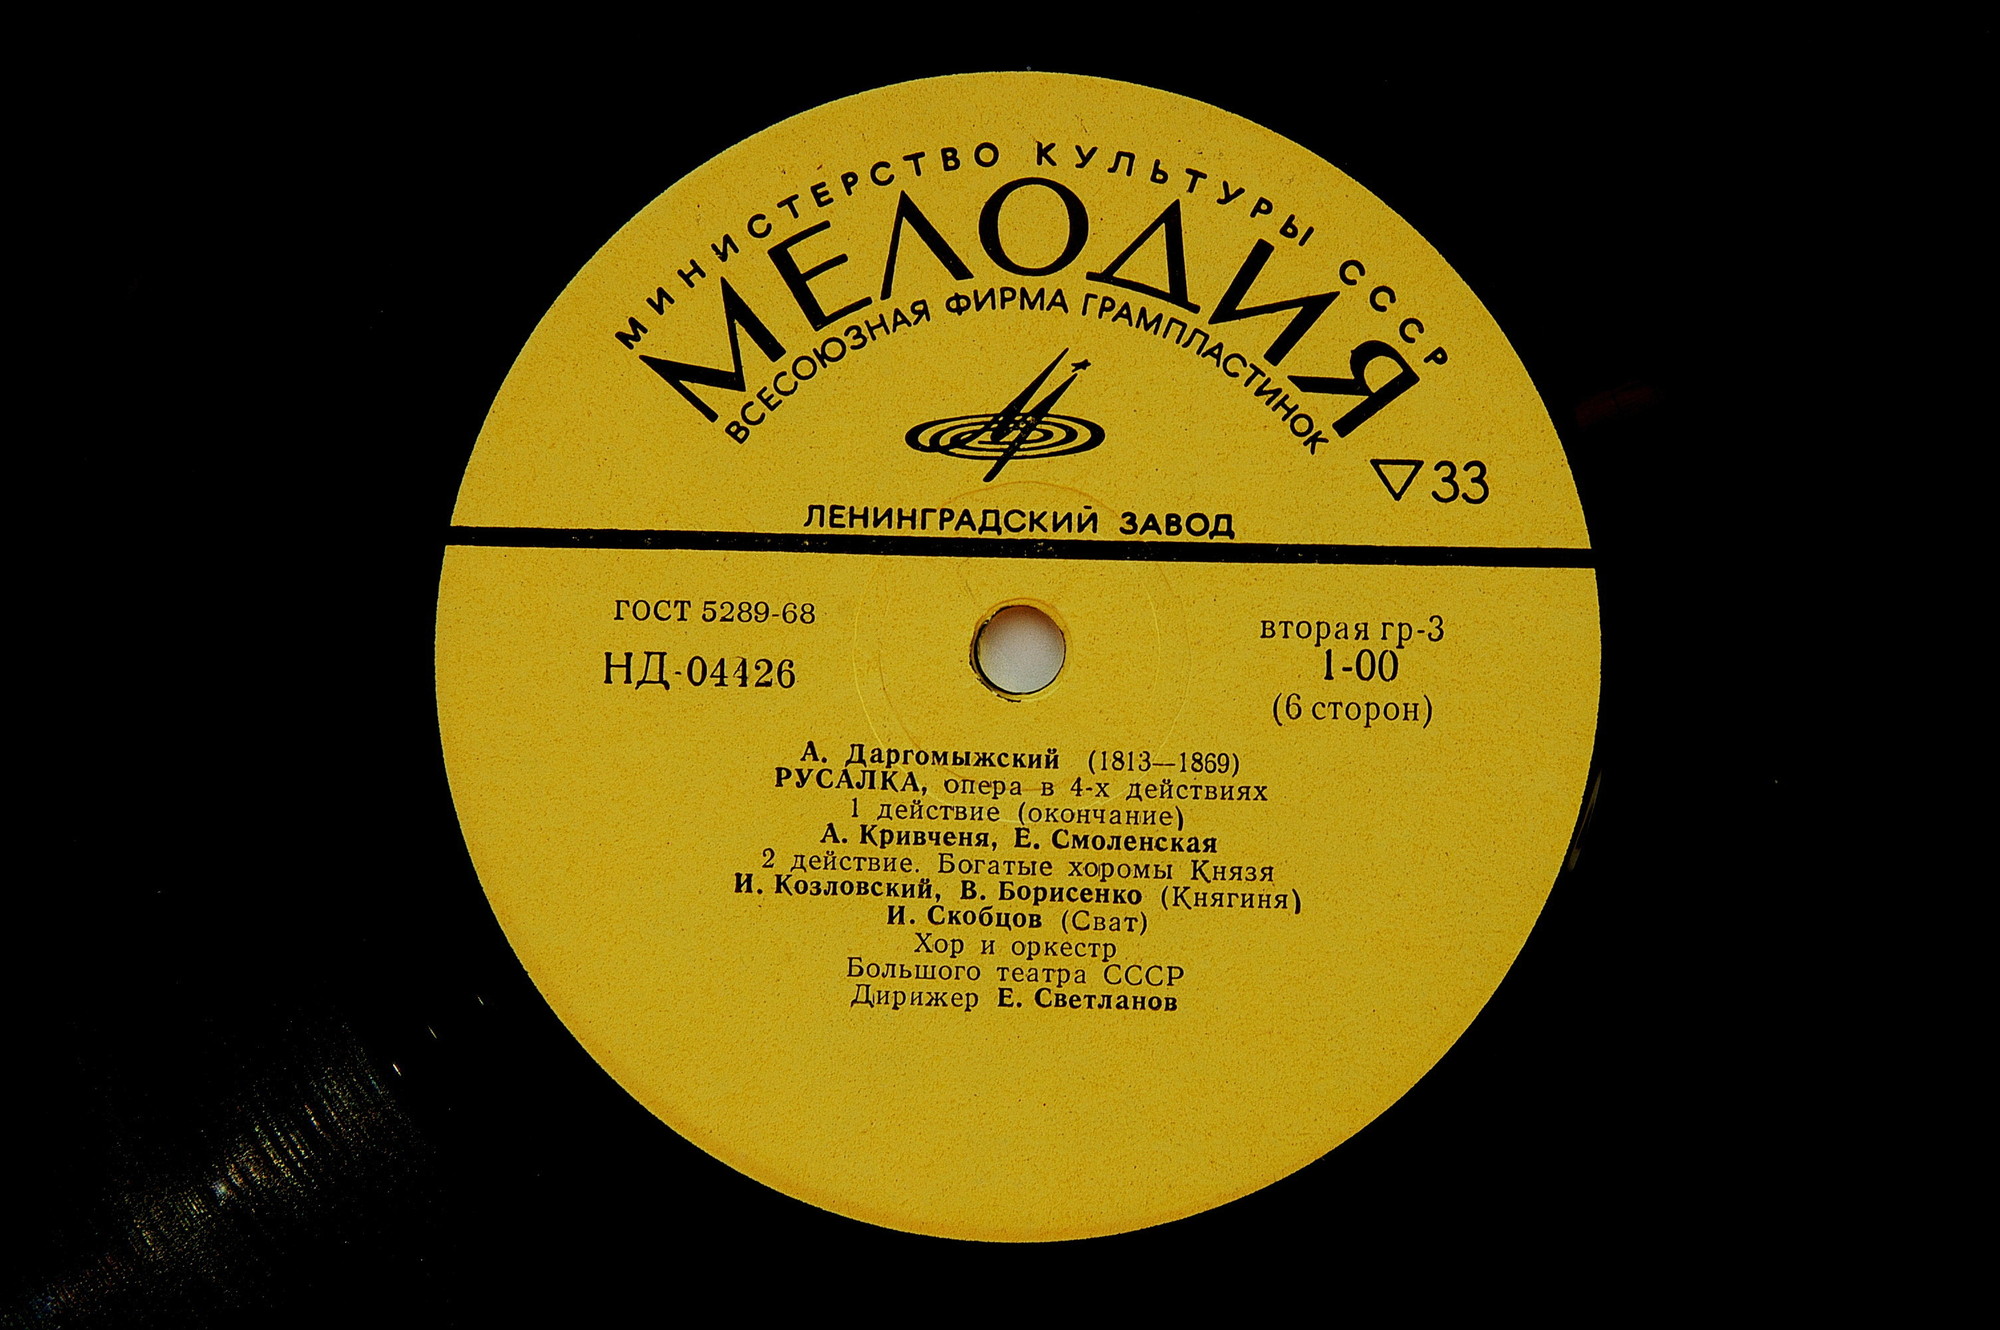 МИНИСТЕРСТВО КУЛЬТУРЫ СССР
МЕЛОДИЯ
ВСЕСОЮЗНАЯ ФИРМА ГРАМПЛАСТИНОК
33
ЛЕНИНГРАДСКИЙ ЗАВОД
ГОСТ 5289-68
НД-04426
вторая гр-3
1-00
(6 сторон)
А. Даргомыжский (1813—1869)
РУСАЛКА, опера в 4-х действиях
1 действие (окончание)
А. Кривченя, Е. Смоленская
2 действие. Богатые хоромы Князя
И. Козловский, В. Борисенко (Княгиня)
И. Скобцов (Сват)
Хор и оркестр
Большого театра СССР
Дирижер Е. Светланов